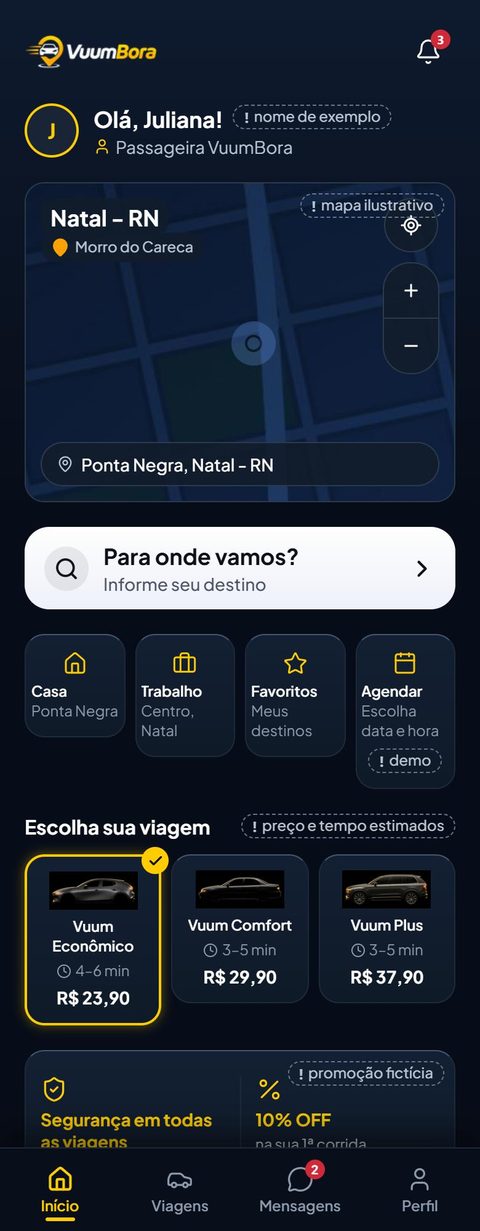 VuumBora
3
J
Olá, Juliana!
! nome de exemplo
Passageira VuumBora
! mapa ilustrativo
Natal – RN
Morro do Careca
+
−
Ponta Negra, Natal – RN
Para onde vamos?
Informe seu destino
Casa
Ponta Negra
Trabalho
Centro,
Natal
Favoritos
Meus
destinos
Agendar
Escolha
data e hora
! demo
Escolha sua viagem
! preço e tempo estimados
Vuum
Econômico
4–6 min
R$ 23,90
Vuum Comfort
3–5 min
R$ 29,90
Vuum Plus
3–5 min
R$ 37,90
! promoção fictícia
Segurança em todas
as viagens
10% OFF
na sua 1ª corrida
Início
Viagens
2
Mensagens
Perfil